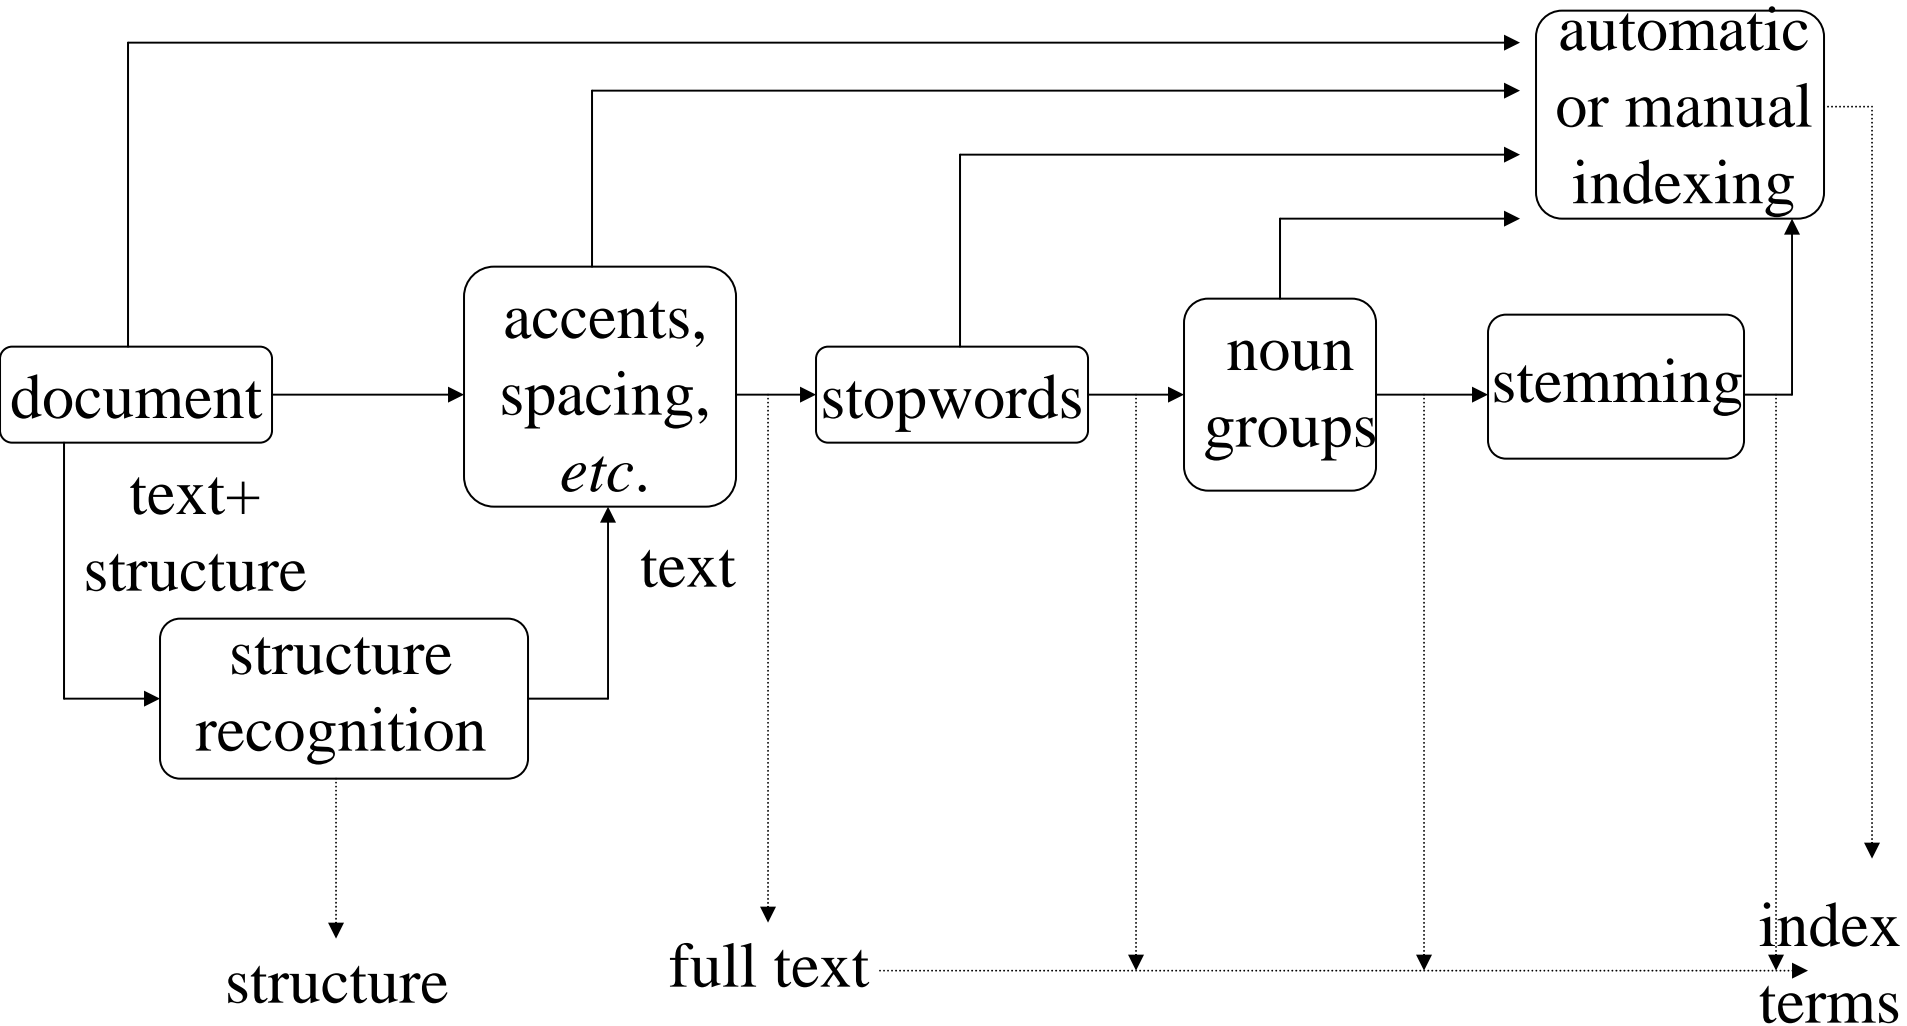 automatic
or manual
indexing
document
accents,
spacing,
etc.
stopwords
noun
groups
stemming
text+
structure
text
structure
recognition
structure
full text
index
terms